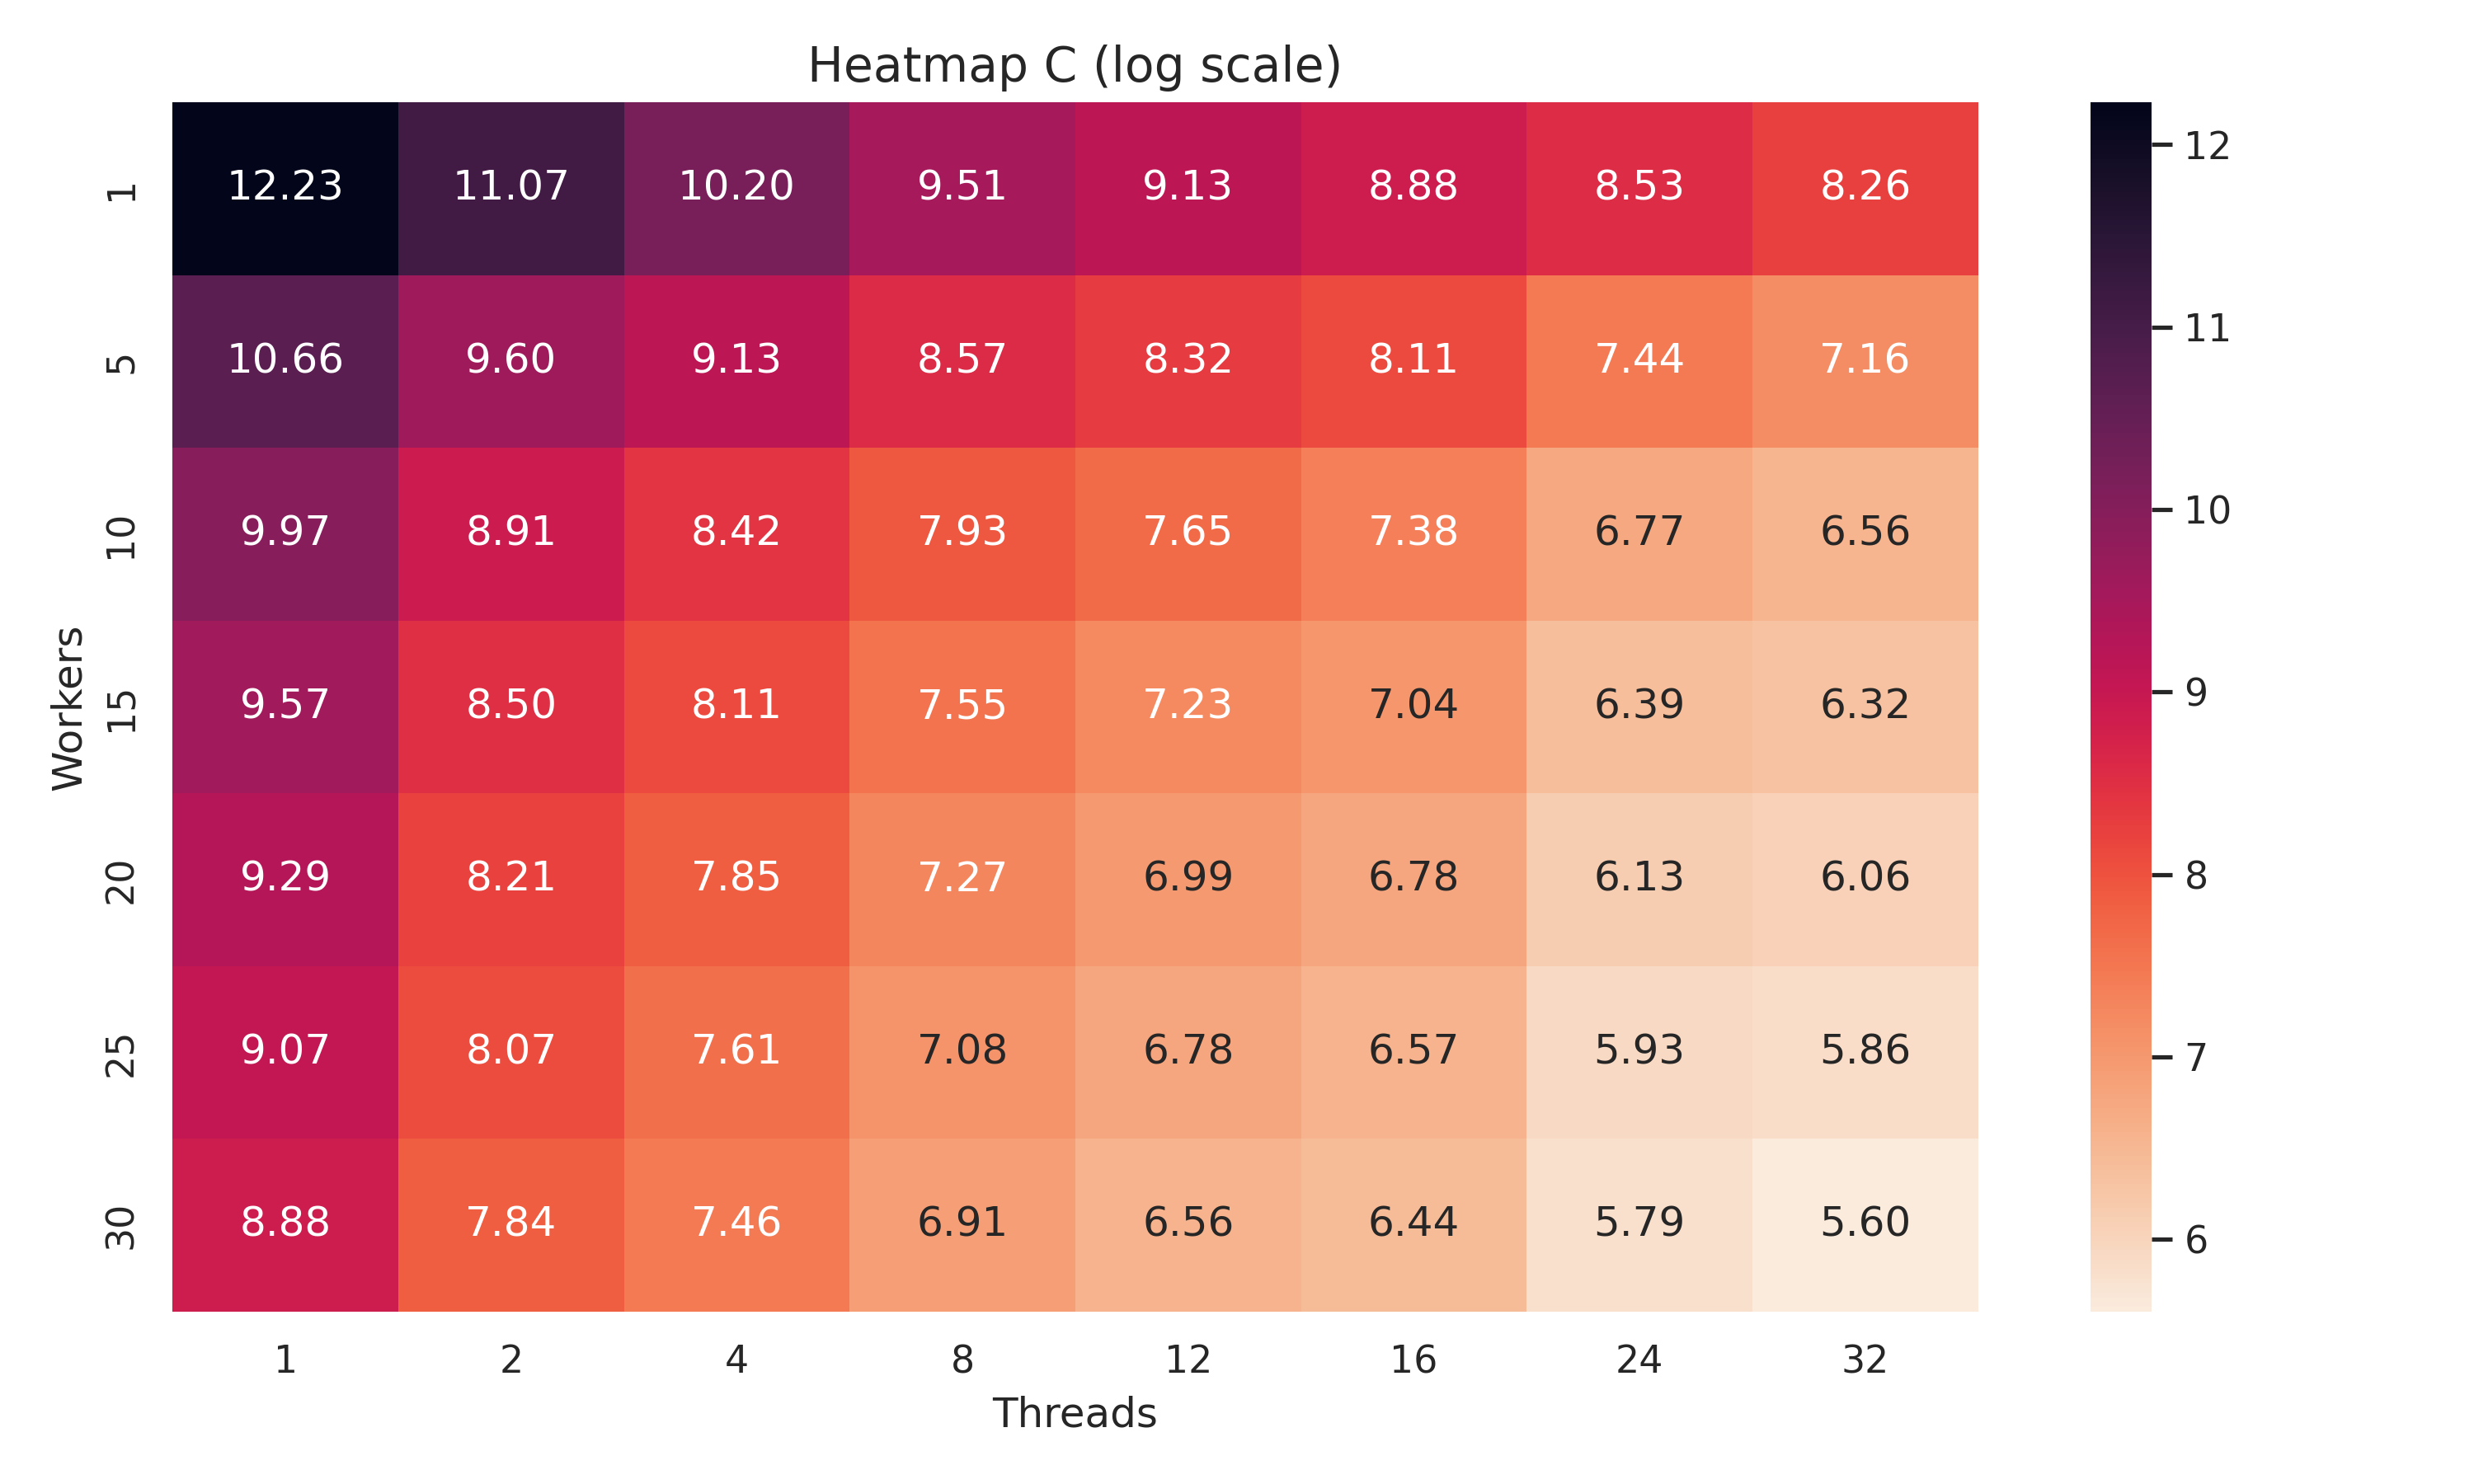 Heatmap C (log scale)
12.23 11.07 10.20 9.51 9.13 8.88 8.53 8.26
10.66 9.60 9.13 8.57 8.32 8.11 7.44 7.16
9.97 8.91 8.42 7.93 7.65 7.38 6.77 6.56
9.57 8.50 8.11 7.55 7.23 7.04 6.39 6.32
9.29 8.21 7.85 7.27 6.99 6.78 6.13 6.06
9.07 8.07 7.61 7.08 6.78 6.57 5.93 5.86
8.88 7.84 7.46 6.91 6.56 6.44 5.79 5.60
1
5
10
15
20
25
30
Workers
1 2 4 8 12 16 24 32
Threads
12
11
10
9
8
7
6